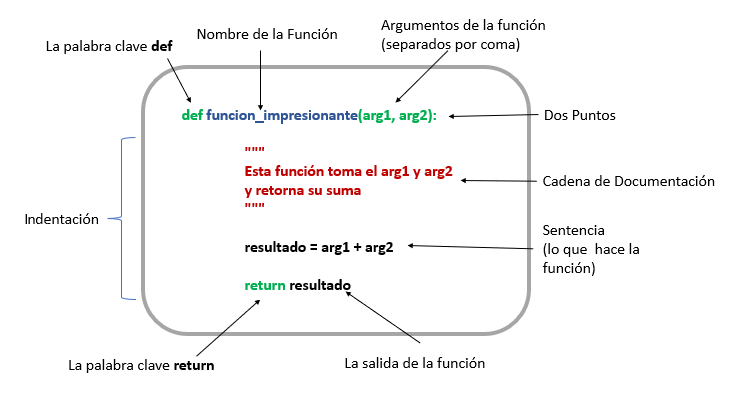 La palabra clave def
Nombre de la Función
Argumentos de la función
(separados por coma)
def funcion_impresionante(arg1, arg2):
Dos Puntos
"""
Esta función toma el arg1 y arg2
y retorna su suma
"""
Cadena de Documentación
Indentación
resultado = arg1 + arg2
Sentencia
(lo que hace la
función)
return resultado
La palabra clave return
La salida de la función